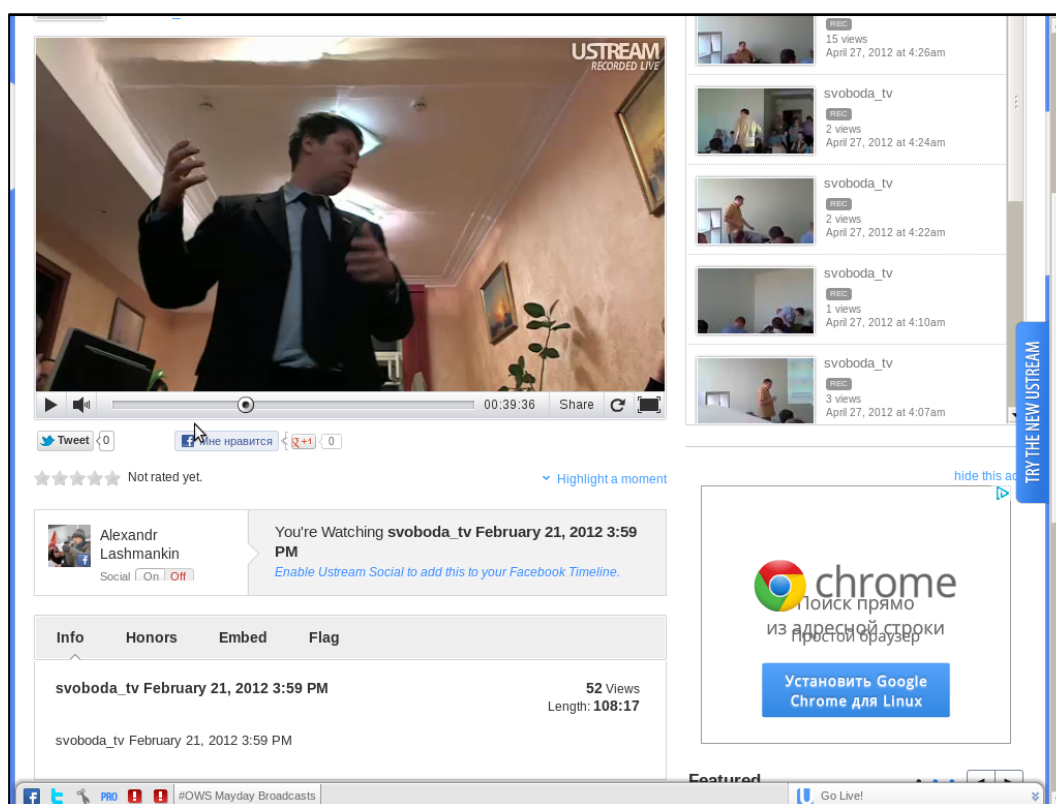 USTREAM
RECORDED LIVE
00:39:36 Share
Tweet 0
Мне нравится
+1 0
Not rated yet.
Highlight a moment
Alexandr
Lashmankin
Social On Off
You're Watching svoboda_tv February 21, 2012 3:59
PM
Enable Ustream Social to add this to your Facebook Timeline.
Info Honors Embed Flag
svoboda_tv February 21, 2012 3:59 PM
52 Views
Length: 108:17
svoboda_tv February 21, 2012 3:59 PM
REC
15 views
April 27, 2012 at 4:26am
svoboda_tv
REC
2 views
April 27, 2012 at 4:24am
svoboda_tv
REC
2 views
April 27, 2012 at 4:22am
svoboda_tv
REC
1 views
April 27, 2012 at 4:10am
svoboda_tv
REC
3 views
April 27, 2012 at 4:07am
TRY THE NEW USTREAM
hide this ad
chrome
Поиск прямо
из адресной строки
Простой браузер
Установить Google
Chrome для Linux
Featured
PRO #OWS Mayday Broadcasts
Go Live!